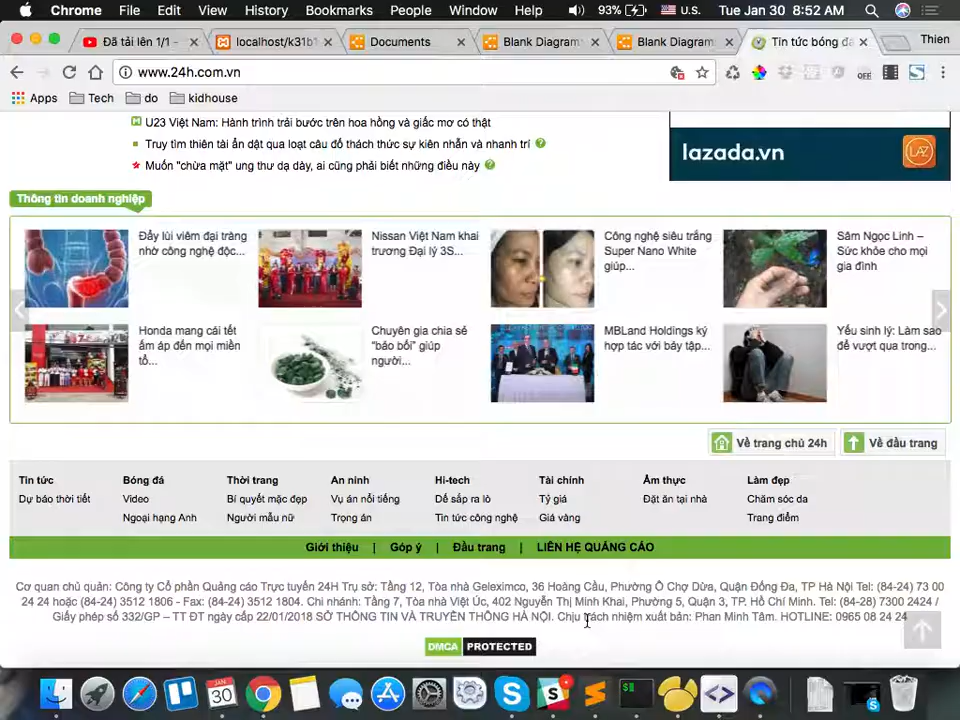 Chrome File Edit View History Bookmarks People Window Help 93% U.S. Tue Jan 30 8:52 AM
Đã tải lên 1/1 - localhost/k31b1 Documents Blank Diagram: Blank Diagram: Tin tức bóng đá Thien
www.24h.com.vn OFF
Apps Tech do kidhouse
U23 Việt Nam: Hành trình trải bước trên hoa hồng và giấc mơ có thật
Truy tìm thiên tài ẩn dật qua loạt câu đố thách thức sự kiên nhẫn và nhanh trí ?
Muốn "chừa mặt" ung thư dạ dày, ai cũng phải biết những điều này ?
lazada.vn LAZ
Thông tin doanh nghiệp
Đẩy lùi viêm đại tràng
nhờ công nghệ độc...
Nissan Việt Nam khai
trương Đại lý 3S...
Công nghệ siêu trắng
Super Nano White
giúp...
Sâm Ngọc Linh –
Sức khỏe cho mọi
gia đình
Honda mang cái tết
ấm áp đến mọi miền
tổ...
Chuyên gia chia sẻ
"báo bối" giúp
người...
MBLand Holdings ký
hợp tác với bảy tập...
Yếu sinh lý: Làm sao
để vượt qua trong...
Về trang chủ 24h Về đầu trang
Tin tức Bóng đá Thời trang An ninh Hi-tech Tài chính Ẩm thực Làm đẹp
Dự báo thời tiết Video Bí quyết mặc đẹp Vụ án nổi tiếng Dế sắp ra lò Tỷ giá Đặt ăn tại nhà Chăm sóc da
Ngoại hạng Anh Người mẫu nữ Trọng án Tin tức công nghệ Giá vàng Trang điểm
Giới thiệu | Góp ý | Đầu trang | LIÊN HỆ QUẢNG CÁO
Cơ quan chủ quản: Công ty Cổ phần Quảng cáo Trực tuyến 24H Trụ sở: Tầng 12, Tòa nhà Geleximco, 36 Hoàng Cầu, Phường Ô Chợ Dừa, Quận Đống Đa, TP Hà Nội Tel: (84-24) 73 00
24 24 hoặc (84-24) 3512 1806 - Fax: (84-24) 3512 1804. Chi nhánh: Tầng 7, Tòa nhà Việt Úc, 402 Nguyễn Thị Minh Khai, Phường 5, Quận 3, TP. Hồ Chí Minh. Tel: (84-28) 7300 2424 /
Giấy phép số 332/GP – TT ĐT ngày cấp 22/01/2018 SỞ THÔNG TIN VÀ TRUYỀN THÔNG HÀ NỘI. Chịu trách nhiệm xuất bản: Phan Minh Tâm. HOTLINE: 0965 08 24 24
DMCA PROTECTED
JAN
30